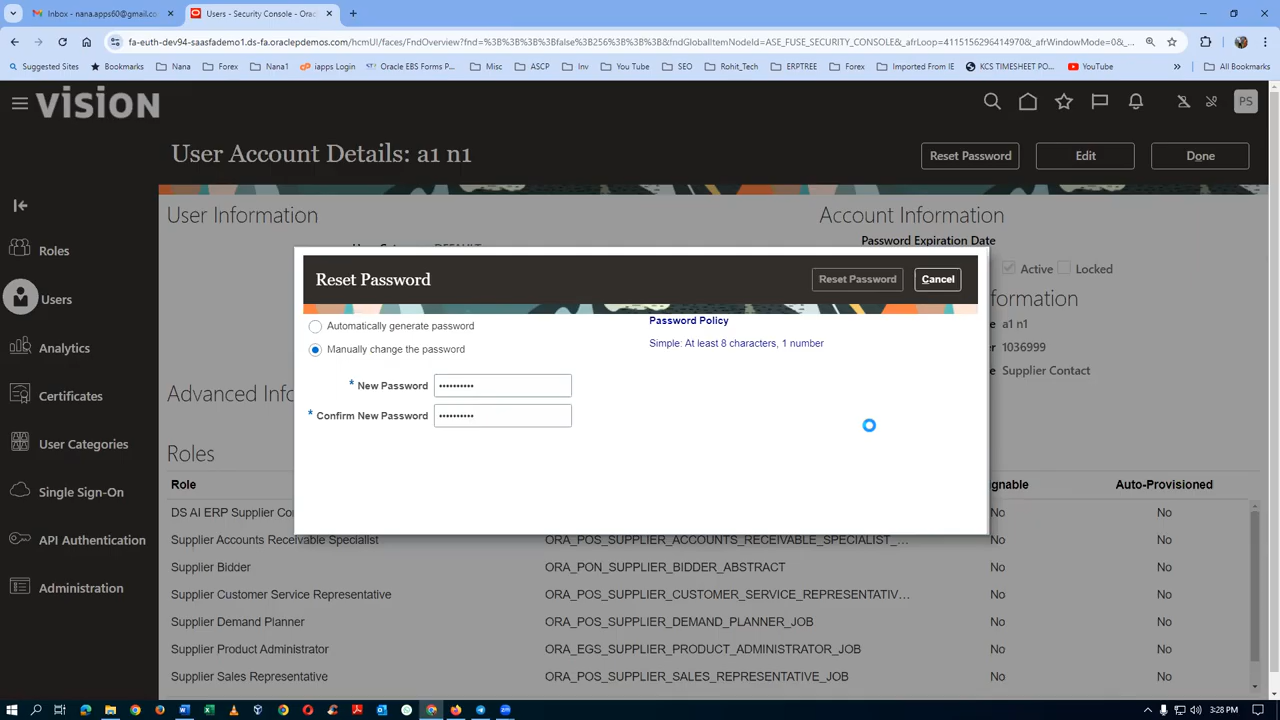 Inbox - nana.apps60@gmail.co
Users - Security Console - Ora
fa-euth-dev94-saasfademo1.ds-fa.oraclepdemos.com/hcmUI/faces/FndOverview?fnd=%3B%3B%3B%3Bfalse%3B256%3B%3B%3B&fndGlobalItemNodeId=ASE_FUSE_SECURITY_CONSOLE&_afrLoop=4115156296414970&_afrWindowMode=0&_...
Suggested Sites Bookmarks Nana Forex Nana1 iapps Login Oracle EBS Forms P... Misc ASCP Inv You Tube SEO Rohit_Tech ERPTREE Forex Imported From IE KCS TIMESHEET PO... YouTube » All Bookmarks
VISION
PS
User Account Details: a1 n1
Reset Password Edit Done
User Information
Account Information
Password Expiration Date
Active Locked
Roles
Users
Analytics
Certificates
User Categories
Single Sign-On
API Authentication
Administration
Reset Password
Reset Password Cancel
Automatically generate password
Manually change the password
Password Policy
Simple: At least 8 characters, 1 number
* New Password ••••••••••
* Confirm New Password ••••••••••
formation
a1 n1
1036999
Supplier Contact
Advanced Info
Roles
Role gnable Auto-Provisioned
DS AI ERP Supplier Co No No
Supplier Accounts Receivable Specialist ORA_POS_SUPPLIER_ACCOUNTS_RECEIVABLE_SPECIALIST_... No No
Supplier Bidder ORA_PON_SUPPLIER_BIDDER_ABSTRACT No No
Supplier Customer Service Representative ORA_POS_SUPPLIER_CUSTOMER_SERVICE_REPRESENTATIV... No No
Supplier Demand Planner ORA_POS_SUPPLIER_DEMAND_PLANNER_JOB No No
Supplier Product Administrator ORA_EGS_SUPPLIER_PRODUCT_ADMINISTRATOR_JOB No No
Supplier Sales Representative ORA_POS_SUPPLIER_SALES_REPRESENTATIVE_JOB No No
3:28 PM